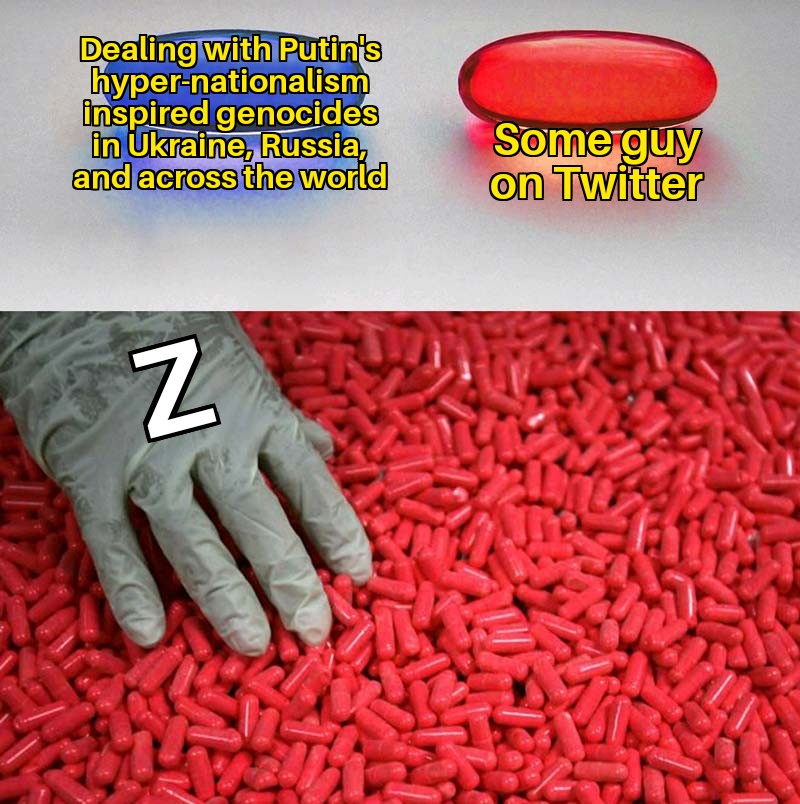 Dealing with Putin's
hyper-nationalism
inspired genocides
in Ukraine, Russia,
and across the world
Some guy
on Twitter
Z